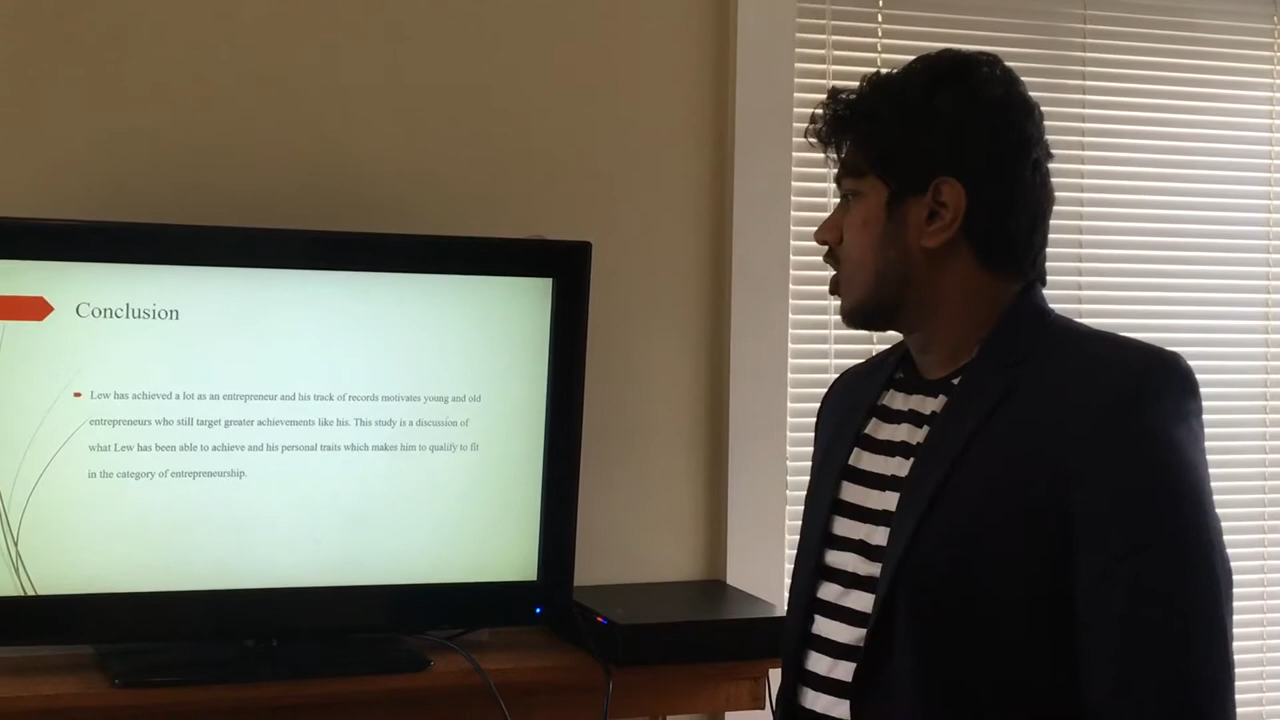 Conclusion
Lew has achieved a lot as an entrepreneur and his track of records motivates young and old
entrepreneurs who still target greater achievements like his. This study is a discussion of
what Lew has been able to achieve and his personal traits which makes him to qualify to fit
in the category of entrepreneurship.